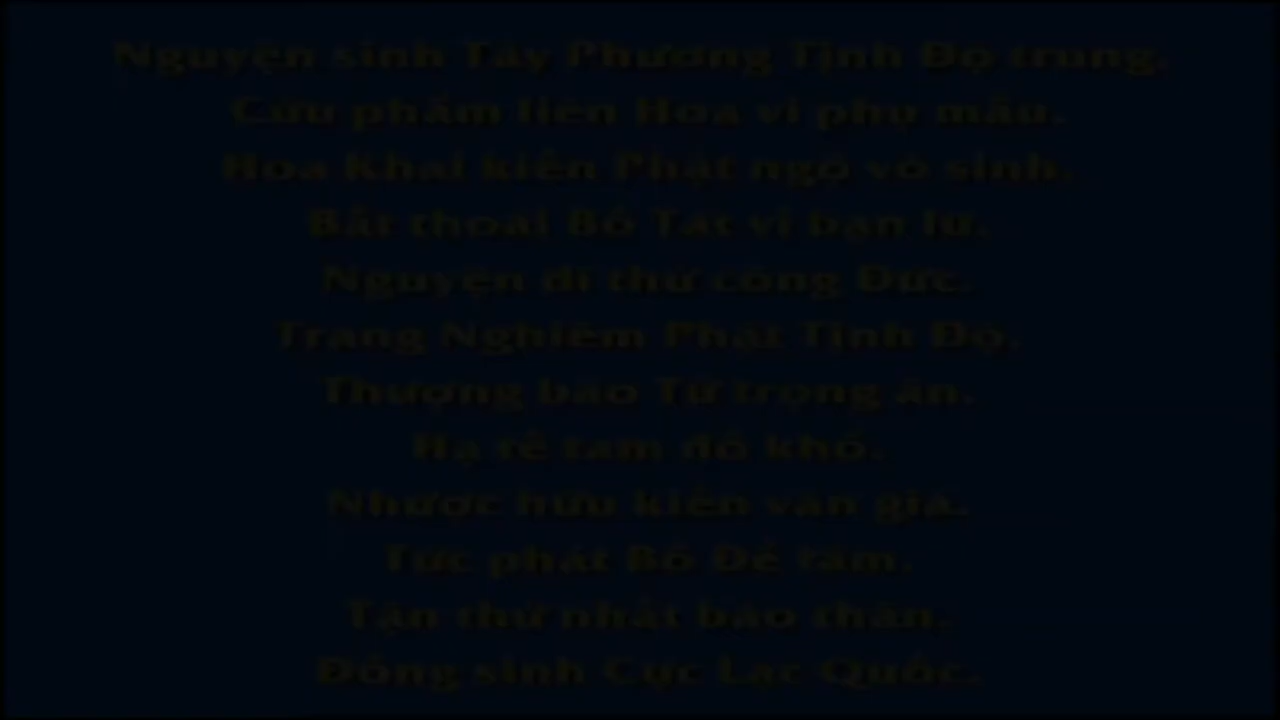 Nguyện sinh Tây Phương Tịnh Độ trung.
Cửu phẩm liên Hoa vi phụ mẫu.
Hoa Khai kiến Phật ngộ vô sinh.
Bất thoái Bồ Tát vi bạn lữ.
Nguyện dĩ thử công Đức.
Trang Nghiêm Phật Tịnh Độ.
Thượng báo Tứ trọng ân.
Hạ tế tam đồ khổ.
Nhược hữu kiến văn giả.
Tức phát Bồ Đề tâm.
Tận thử nhất báo thân.
Đồng sinh Cực Lạc Quốc.